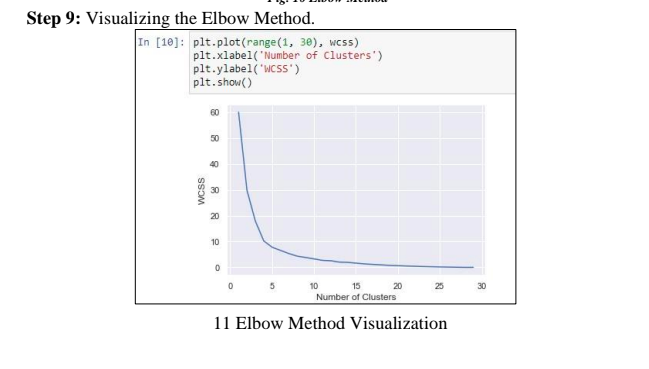 Fig. 10 Elbow Method
Step 9: Visualizing the Elbow Method.
In [10]: plt.plot(range(1, 30), wcss)
plt.xlabel('Number of Clusters')
plt.ylabel('WCSS')
plt.show()
60
50
40
30
20
10
0
WCSS
0 5 10 15 20 25 30
Number of Clusters
11 Elbow Method Visualization